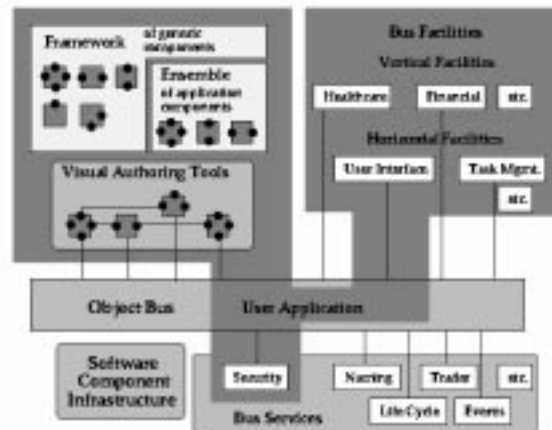 Framework
of generic
components
Ensemble
of application
components
Visual Authoring Tools
Bus Facilities
Vertical Facilities
Healthcare
Financial
etc.
Horizontal Facilities
User Interface
Task Mgmt.
etc.
Object Bus
User Application
Software
Component
Infrastructure
Security
Naming
Trader
etc.
Life Cycle
Events
Bus Services